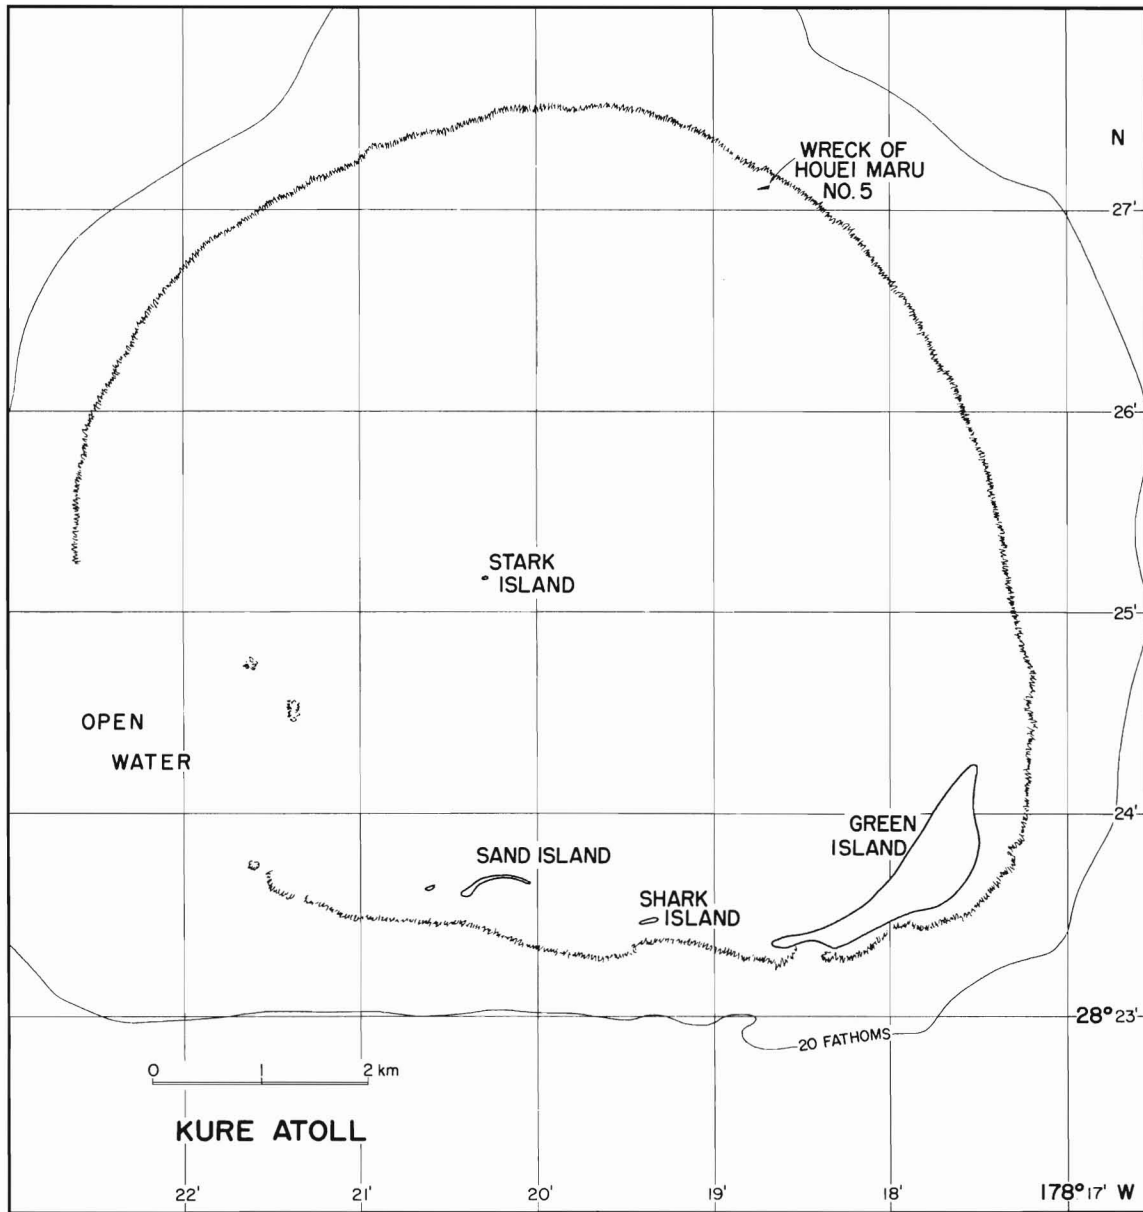 N
WRECK OF
HOUEI MARU
NO. 5
27'
26'
STARK
ISLAND
25'
OPEN
WATER
24'
GREEN
ISLAND
SAND ISLAND
SHARK
ISLAND
28° 23'
20 FATHOMS
0 1 2 km
KURE ATOLL
22' 21' 20' 19' 18' 178° 17' W